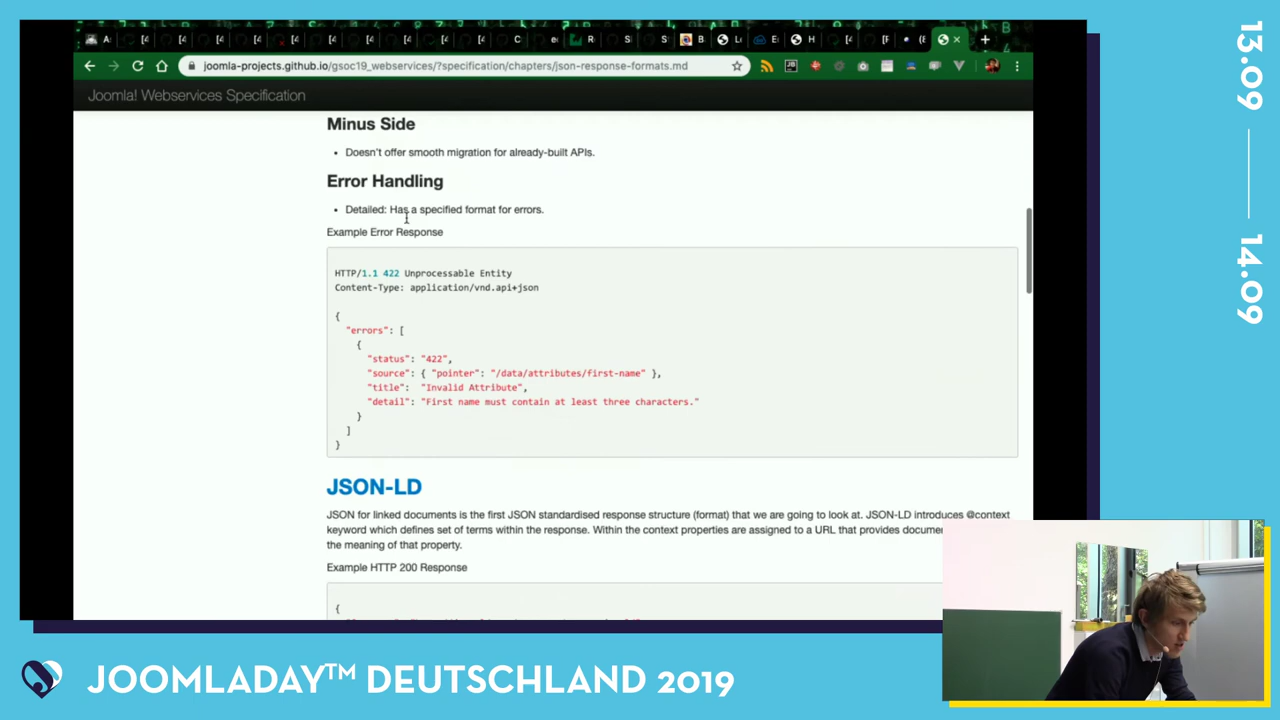 joomla-projects.github.io/gsoc19_webservices/?specification/chapters/json-response-formats.md
Joomla! Webservices Specification
Minus Side
Doesn't offer smooth migration for already-built APIs.
Error Handling
Detailed: Has a specified format for errors.
Example Error Response
HTTP/1.1 422 Unprocessable Entity
Content-Type: application/vnd.api+json
{
"errors": [
{
"status": "422",
"source": { "pointer": "/data/attributes/first-name" },
"title": "Invalid Attribute",
"detail": "First name must contain at least three characters."
}
]
}
JSON-LD
JSON for linked documents is the first JSON standardised response structure (format) that we are going to look at. JSON-LD introduces @context
keyword which defines set of terms within the response. Within the context properties are assigned to a URL that provides
the meaning of that property.
Example HTTP 200 Response
{
13.09
14.09
JOOMLADAY™ DEUTSCHLAND 2019